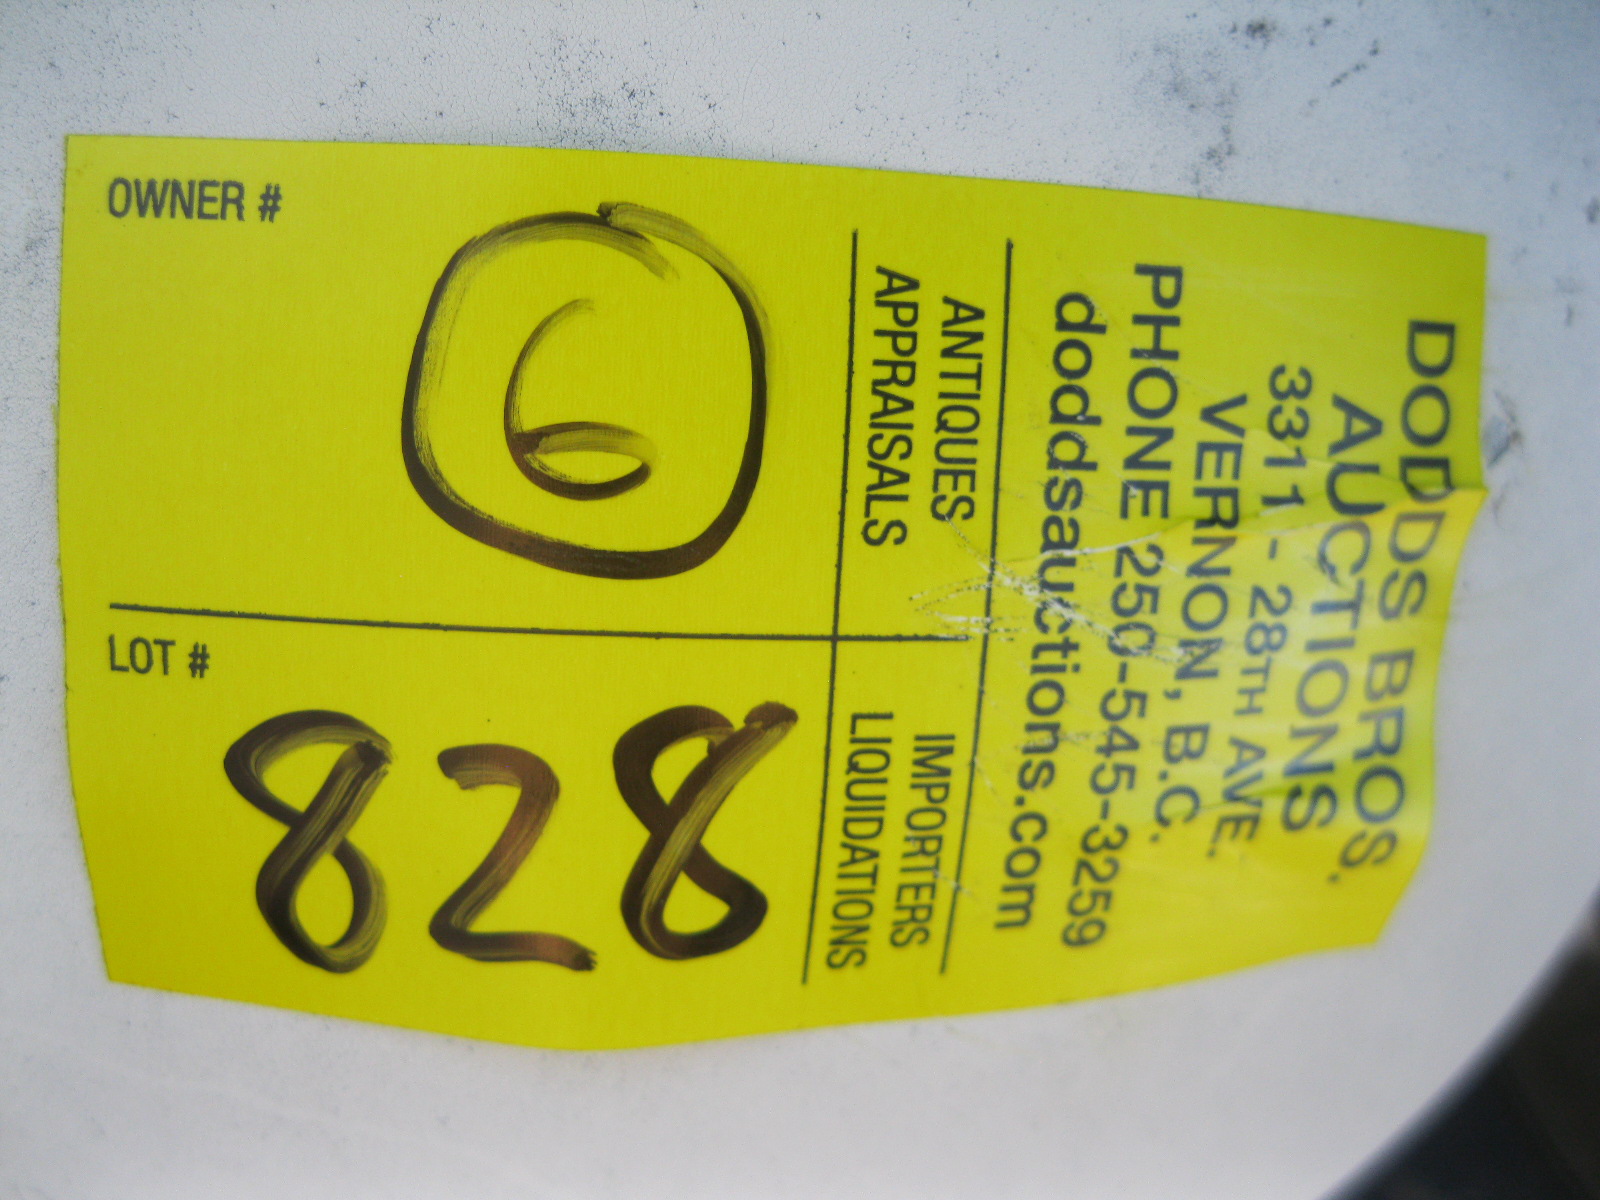 DODDS BROS.
AUCTIONS
3311 - 28TH AVE.
VERNON, B.C.
PHONE 250-545-3259
doddsauctions.com
ANTIQUES
APPRAISALS
IMPORTERS
LIQUIDATIONS
OWNER #
6
LOT #
828